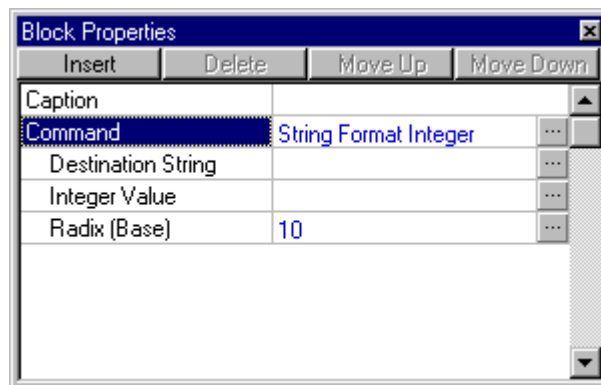 Block Properties
Insert Delete Move Up Move Down
Caption
Command String Format Integer ...
Destination String ...
Integer Value ...
Radix (Base) 10 ...